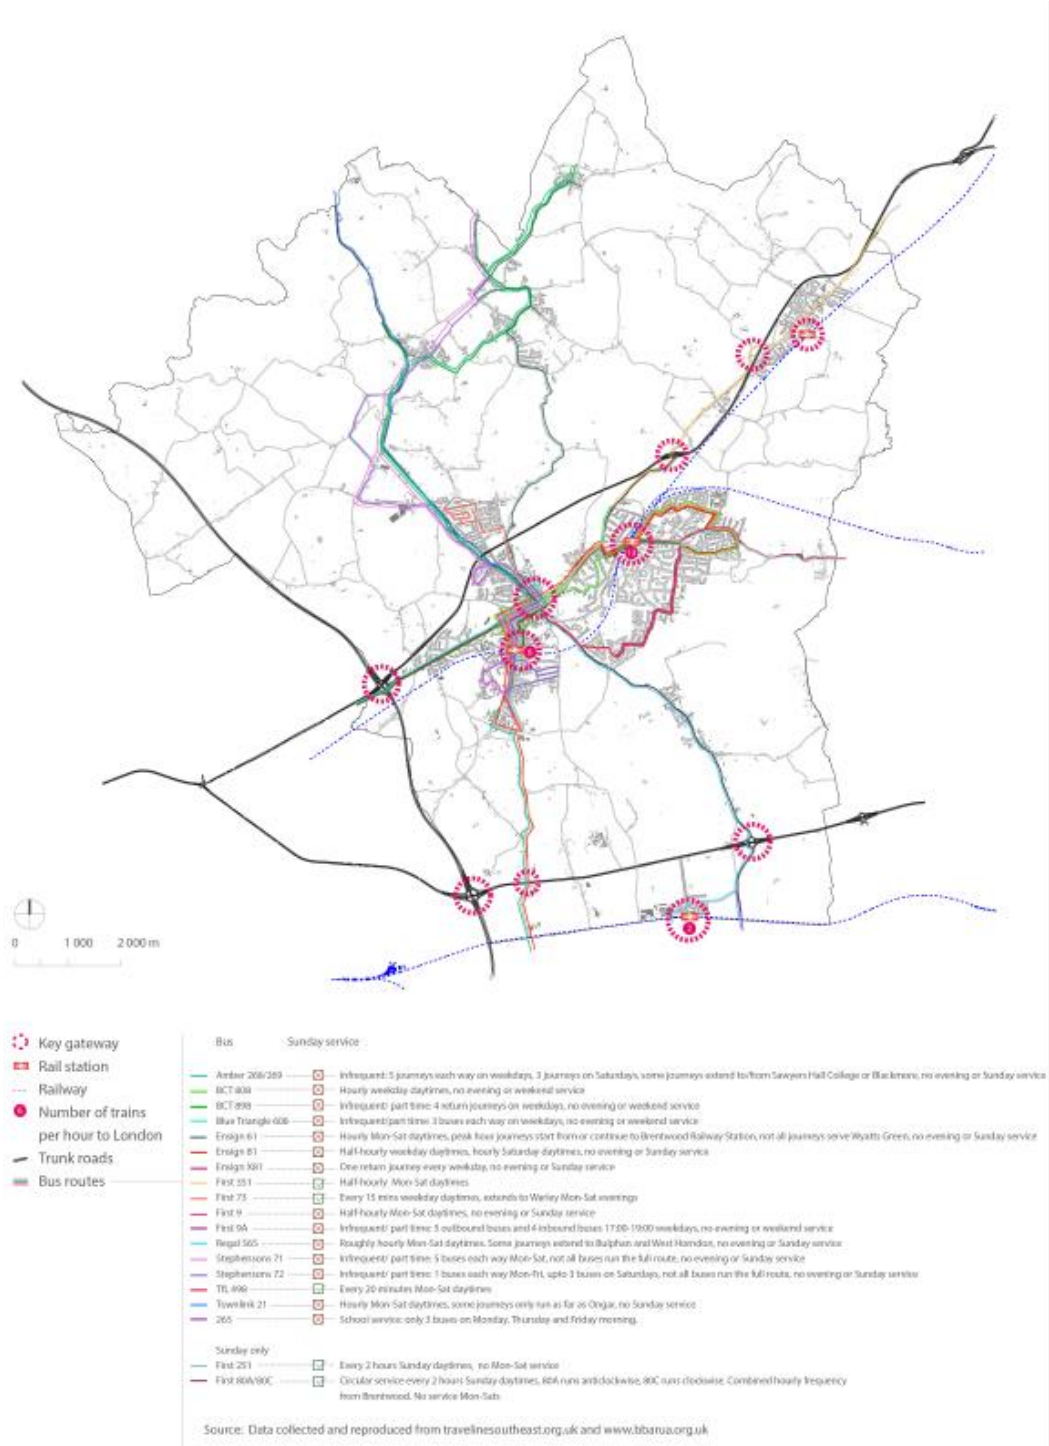 11
6
2
0 1 000 2 000 m
Key gateway
Rail station
Railway
6 Number of trains
per hour to London
Trunk roads
Bus routes
Bus Sunday service
Amber 268/269 Infrequent: 5 journeys each way on weekdays, 3 journeys on Saturdays, some journeys extend to/from Sawyers Hall College or Blackmore, no evening or Sunday service
BCT 808 Hourly weekday daytimes, no evening or weekend service
BCT 898 Infrequent/ part time: 4 return journeys on weekdays, no evening or weekend service
Blue Triangle 608 Infrequent/part time: 3 buses each way on weekdays, no evening or weekend service
Ensign 61 Hourly Mon-Sat daytimes, peak hour journeys start from or continue to Brentwood Railway Station, not all journeys serve Wyatts Green, no evening or Sunday service
Ensign 81 Half-hourly weekday daytimes, hourly Saturday daytimes, no evening or Sunday service
Ensign X81 One return journey every weekday, no evening or Sunday service
First 351 Half-hourly Mon-Sat daytimes
First 73 Every 15 mins weekday daytimes, extends to Warley Mon-Sat evenings
First 9 Half-hourly Mon-Sat daytimes, no evening or Sunday service
First 9A Infrequent/ part time: 5 outbound buses and 4 inbound buses 17:00-19:00 weekdays, no evening or weekend service
Regal 565 Roughly hourly Mon-Sat daytimes. Some journeys extend to Bulphan and West Horndon, no evening or Sunday service
Stephensons 71 Infrequent/ part time: 5 buses each way Mon-Sat, not all buses run the full route, no evening or Sunday service
Stephensons 72 Infrequent/ part time: 1 buses each way Mon-Fri, upto 3 buses on Saturdays, not all buses run the full route, no evening or Sunday service
TfL 498 Every 20 minutes Mon-Sat daytimes
Townlink 21 Hourly Mon-Sat daytimes, some journeys only run as far as Ongar, no Sunday service
265 School service: only 3 buses on Monday, Thursday and Friday morning.
Sunday only
First 251 Every 2 hours Sunday daytimes, no Mon-Sat service
First 80A/80C Circular service every 2 hours Sunday daytimes, 80A runs anticlockwise, 80C runs clockwise. Combined hourly frequency
from Brentwood. No service Mon-Sats
Source: Data collected and reproduced from travelinesoutheast.org.uk and www.bbarua.org.uk